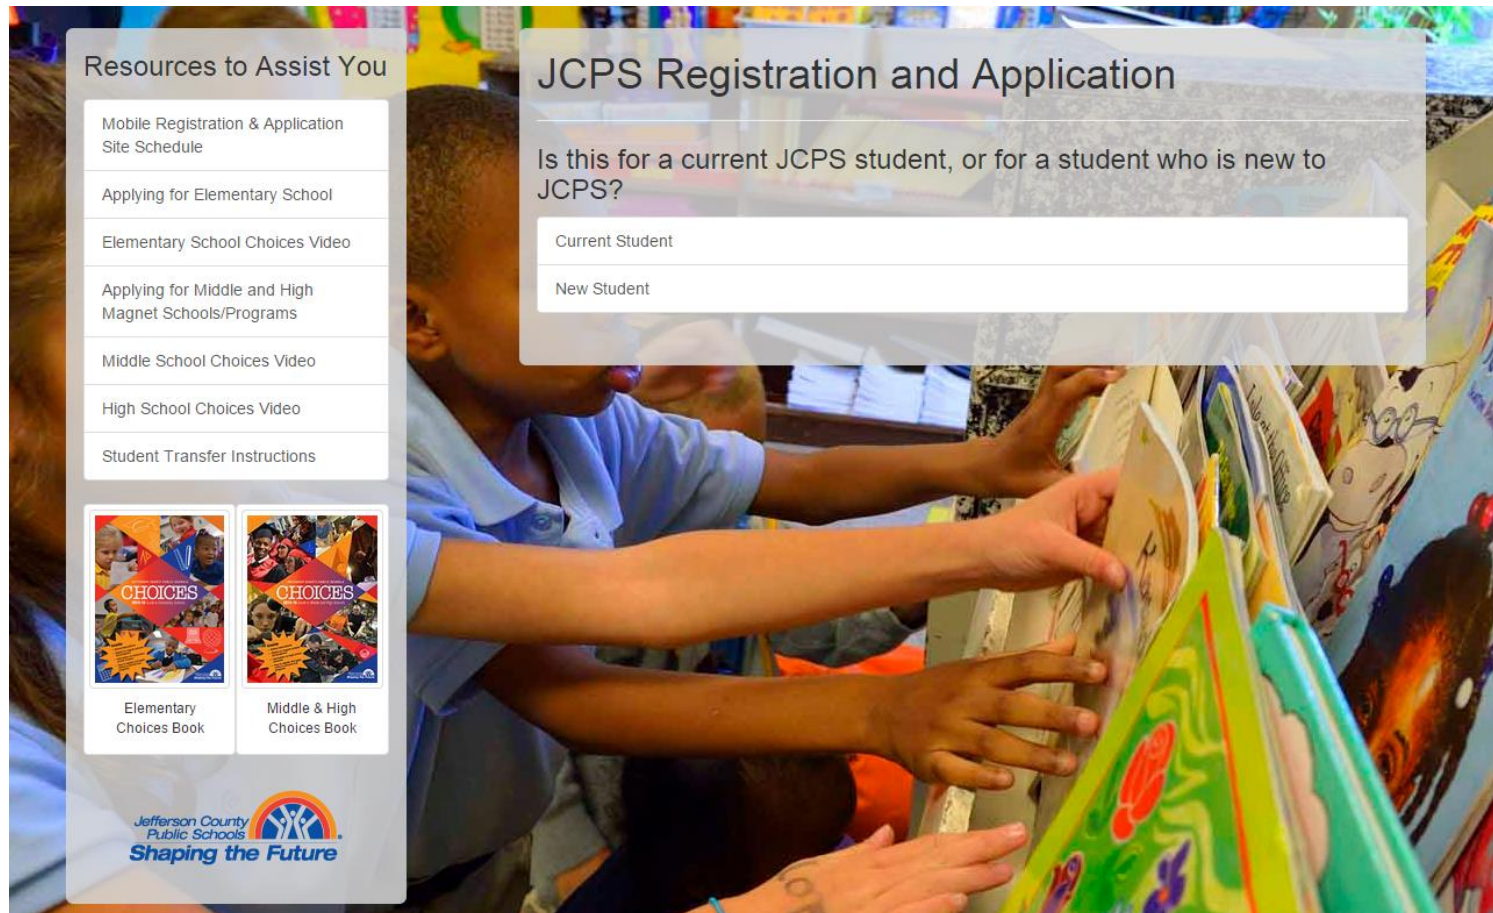 Resources to Assist You
Mobile Registration & Application
Site Schedule
Applying for Elementary School
Elementary School Choices Video
Applying for Middle and High
Magnet Schools/Programs
Middle School Choices Video
High School Choices Video
Student Transfer Instructions
CHOICES
CHOICES
Elementary
Choices Book
Middle & High
Choices Book
Jefferson County
Public Schools
Shaping the Future
JCPS Registration and Application
Is this for a current JCPS student, or for a student who is new to
JCPS?
Current Student
New Student